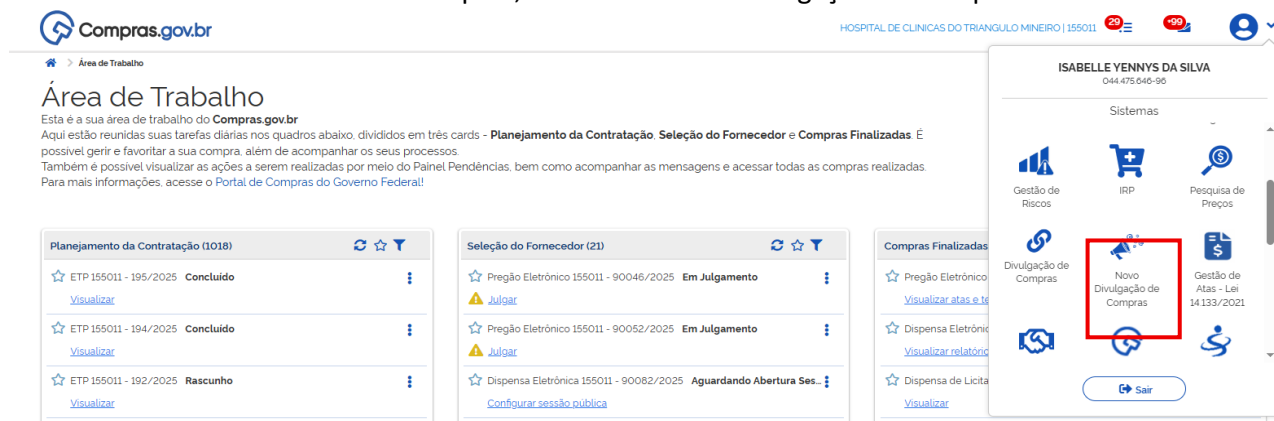 Compras.gov.br
HOSPITAL DE CLINICAS DO TRIANGULO MINEIRO | 155011
29
+99
Área de Trabalho
Área de Trabalho
Esta é a sua área de trabalho do Compras.gov.br
Aqui estão reunidas suas tarefas diárias nos quadros abaixo, divididos em três cards - Planejamento da Contratação, Seleção do Fornecedor e Compras Finalizadas. É
possível gerir e favoritar a sua compra, além de acompanhar os seus processos.
Também é possível visualizar as ações a serem realizadas por meio do Painel Pendências, bem como acompanhar as mensagens e acessar todas as compras realizadas.
Para mais informações, acesse o Portal de Compras do Governo Federal!
Planejamento da Contratação (1018)
ETP 155011 - 195/2025 Concluído
Visualizar
ETP 155011 - 194/2025 Concluído
Visualizar
ETP 155011 - 192/2025 Rascunho
Visualizar
Seleção do Fornecedor (21)
Pregão Eletrônico 155011 - 90046/2025 Em Julgamento
Julgar
Pregão Eletrônico 155011 - 90052/2025 Em Julgamento
Julgar
Dispensa Eletrônica 155011 - 90082/2025 Aguardando Abertura Ses...
Configurar sessão pública
Compras Finalizadas
Pregão Eletrônico
Visualizar atas e te
Dispensa Eletrônic
Visualizar relatóric
Dispensa de Licita
Visualizar
ISABELLE YENNYS DA SILVA
044.475.646-96
Sistemas
Gestão de
Riscos
IRP
Pesquisa de
Preços
Divulgação de
Compras
Novo
Divulgação de
Compras
Gestão de
Atas - Lei
14.133/2021
Sair